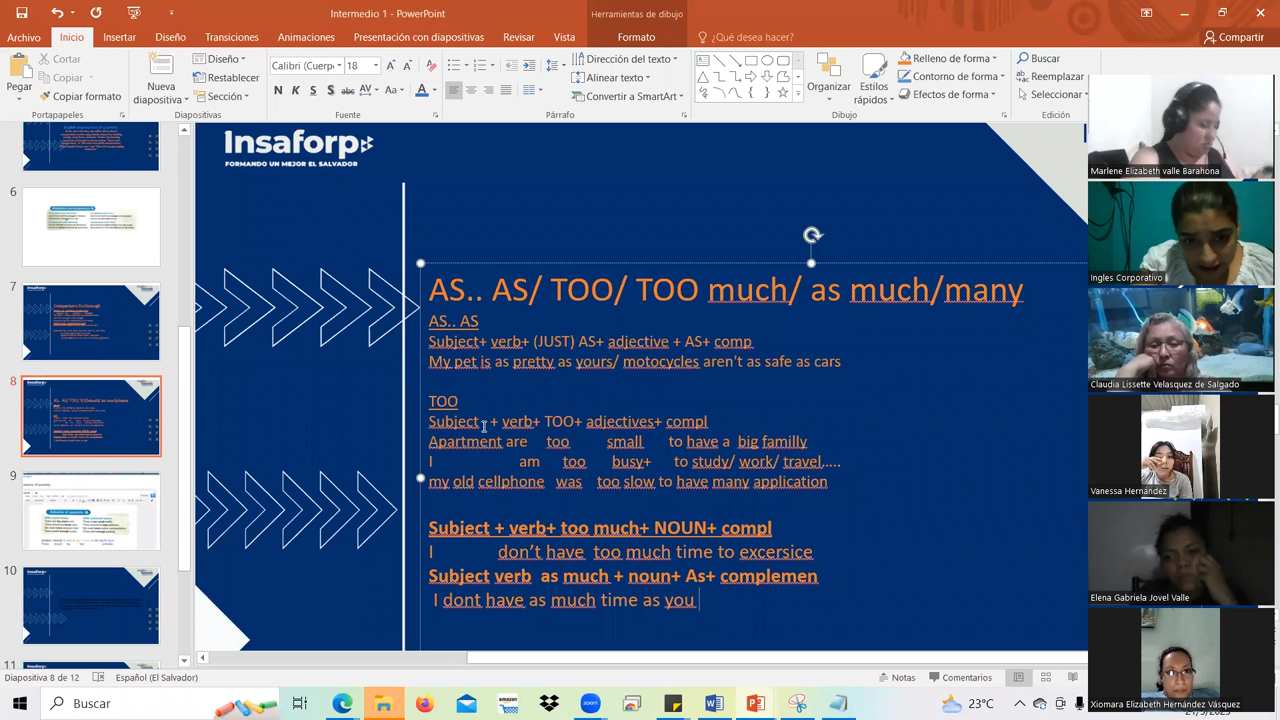 Intermedio 1 - PowerPoint
Herramientas de dibujo
Archivo Inicio Insertar Diseño Transiciones Animaciones Presentación con diapositivas Revisar Vista Formato ¿Qué desea hacer? Compartir
Pegar
Cortar
Copiar
Copiar formato
Portapapeles
Nueva diapositiva
Diseño
Restablecer
Sección
Diapositivas
Calibri (Cuerp 18
N K S S abc AV Aa A
Fuente
Dirección del texto
Alinear texto
Convertir a SmartArt
Párrafo
Organizar
Estilos rápidos
Relleno de forma
Contorno de forma
Efectos de forma
Dibujo
Buscar
Reemplazar
Seleccionar
Edición
6
7
8
9
10
11
Insaforp
FORMANDO UN MEJOR EL SALVADOR
AS.. AS/ TOO/ TOO much/ as much/many
AS.. AS
Subject+ verb+ (JUST) AS+ adjective + AS+ comp
My pet is as pretty as yours/ motocycles aren't as safe as cars
TOO
Subject + verb+ TOO+ adjectives+ compl
Apartment are too small to have a big familly
I am too busy+ to study/ work/ travel.....
my old cellphone was too slow to have many application
Subject verb+ too much+ NOUN+ compl
I don't have too much time to excersice
Subject verb as much + noun+ As+ complemen
I dont have as much time as you
Marlene Elizabeth valle Barahona
Ingles Corporativo I
Claudia Lissette Velasquez de Salgado
Vanessa Hernández
Elena Gabriela Jovel Valle
Xiomara Elizabeth Hernández Vásquez
Diapositiva 8 de 12 Español (El Salvador) Notas Comentarios
Buscar
amazon
zoom
23°C